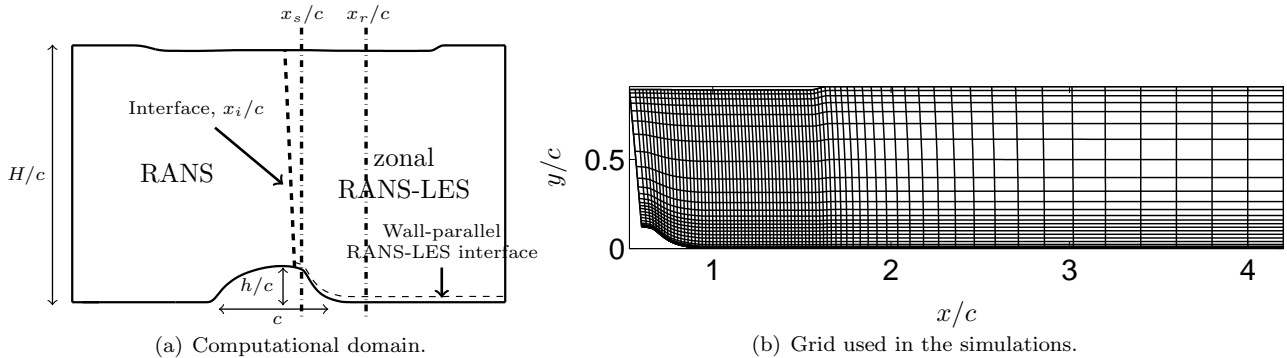 x_s/c x_r/c
Interface, x_i/c
RANS
zonal
RANS-LES
H/c
Wall-parallel
RANS-LES interface
h/c
c
(a) Computational domain.
y/c
0.5
0
1 2 3 4
x/c
(b) Grid used in the simulations.